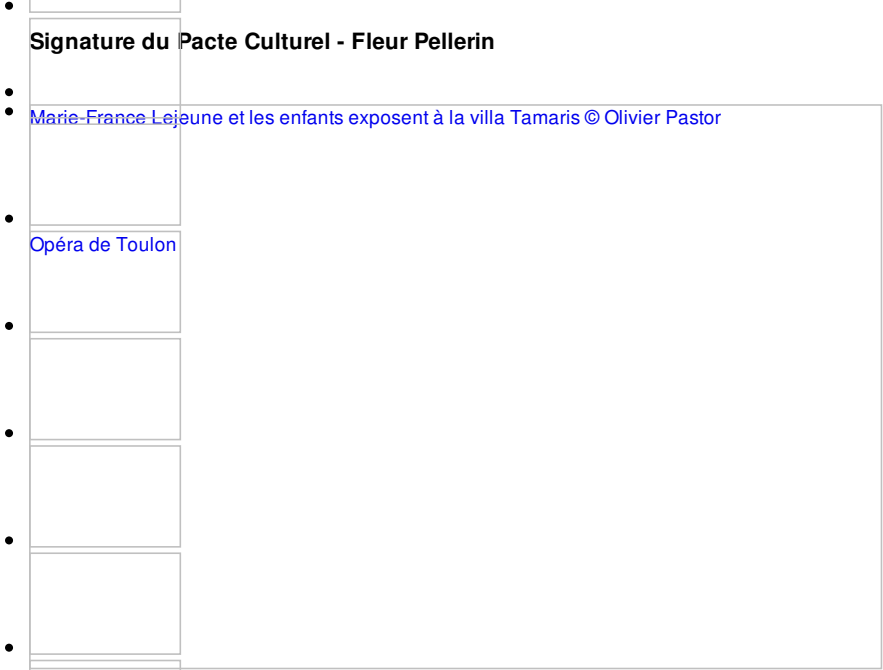 Signature du Pacte Culturel - Fleur Pellerin
Marie-France Lejeune et les enfants exposent à la villa Tamaris © Olivier Pastor
Opéra de Toulon